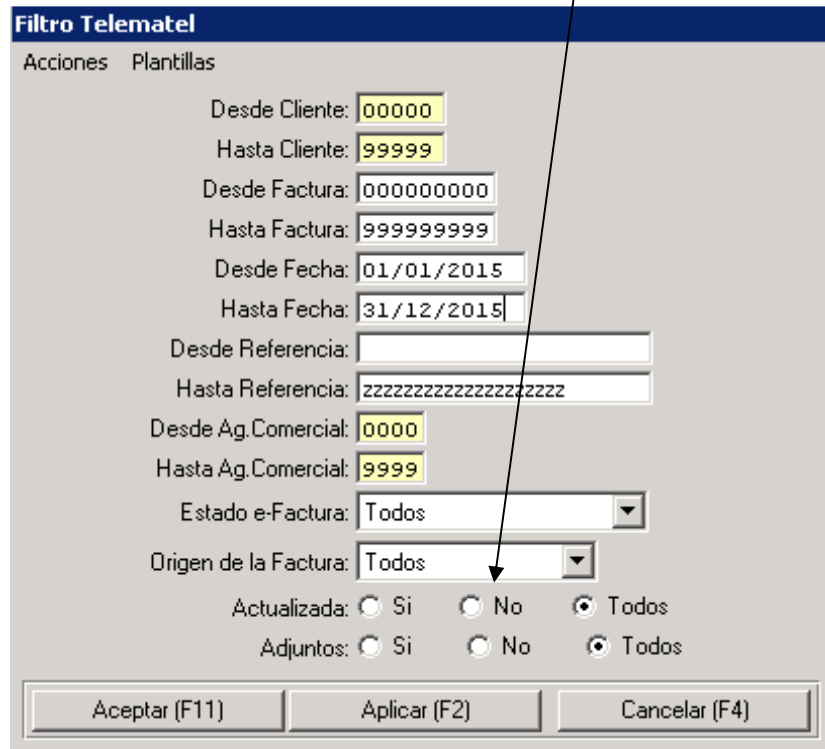 Filtro Telematel
Acciones Plantillas
Desde Cliente: 00000
Hasta Cliente: 99999
Desde Factura: 000000000
Hasta Factura: 999999999
Desde Fecha: 01/01/2015
Hasta Fecha: 31/12/2015
Desde Referencia:
Hasta Referencia: zzzzzzzzzzzzzzzzzzzz
Desde Ag.Comercial: 0000
Hasta Ag.Comercial: 9999
Estado e-Factura: Todos
Origen de la Factura: Todos
Actualizada: Si No Todos
Adjuntos: Si No Todos
Aceptar (F11) Aplicar (F2) Cancelar (F4)